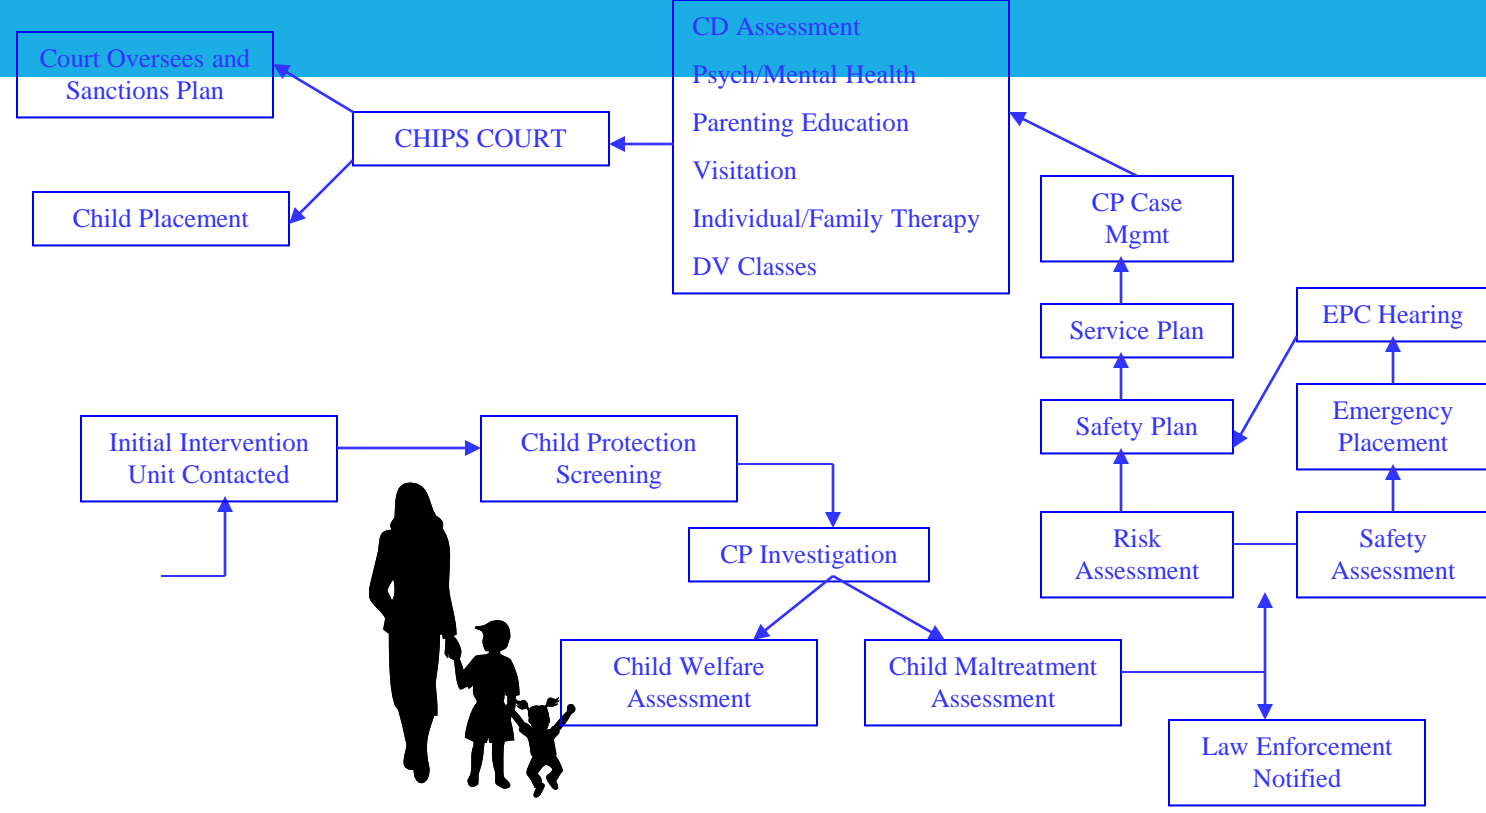 CD Assessment
Court Oversees and
Sanctions Plan
Psych/Mental Health
Parenting Education
CHIPS COURT
Visitation
CP Case
Mgmt
Child Placement
Individual/Family Therapy
DV Classes
Service Plan
EPC Hearing
Safety Plan
Emergency
Placement
Initial Intervention
Unit Contacted
Child Protection
Screening
CP Investigation
Risk
Assessment
Safety
Assessment
Child Welfare
Assessment
Child Maltreatment
Assessment
Law Enforcement
Notified